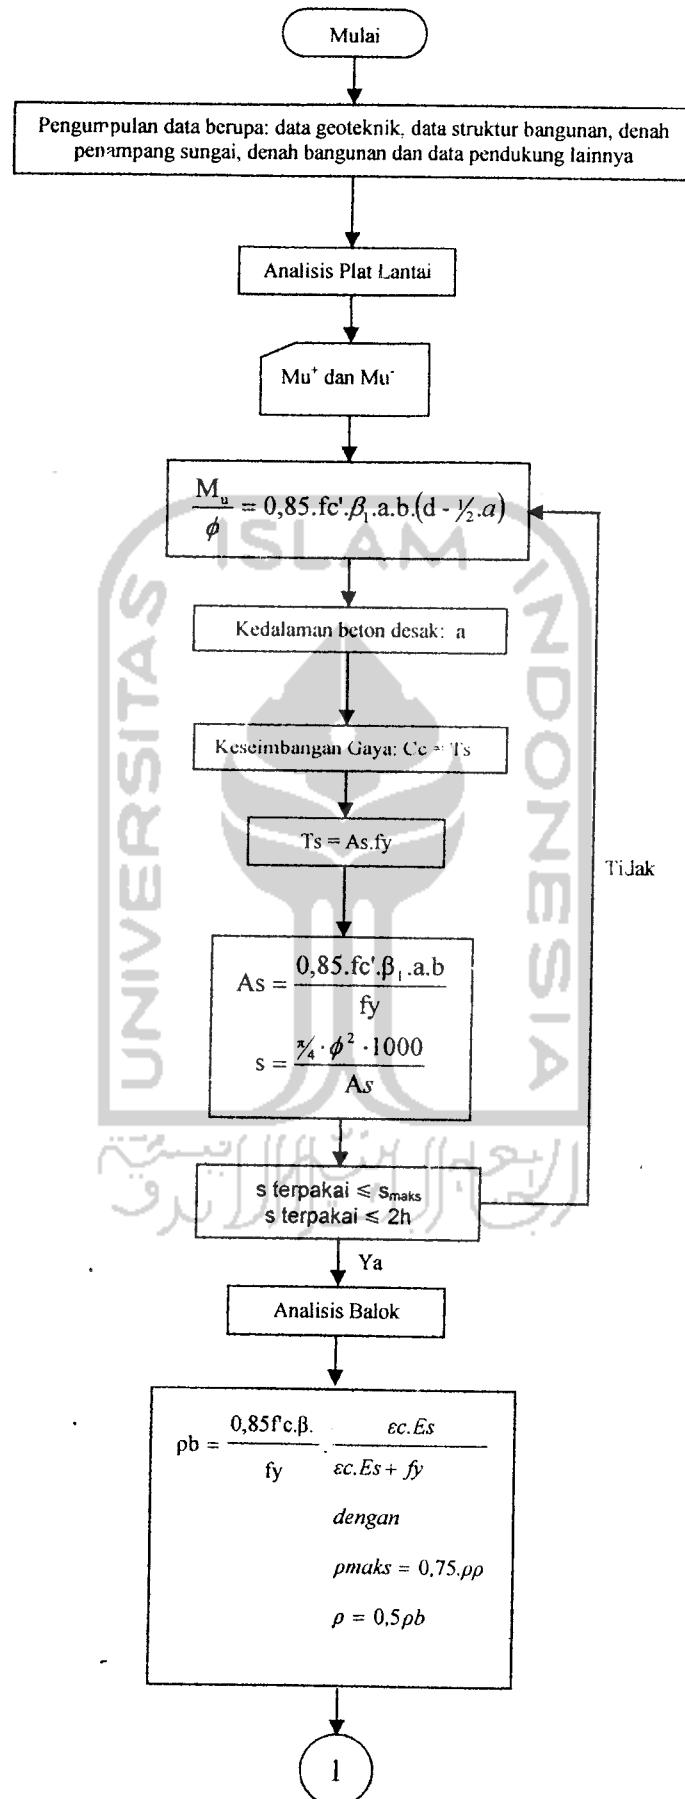 Mulai
Pengumpulan data berupa: data geoteknik, data struktur bangunan, denah
penampang sungai, denah bangunan dan data pendukung lainnya
Analisis Plat Lantai
Mu⁺ dan Mu⁻
M_u / ϕ = 0,85.fc'.β₁.a.b.(d - ½.a)
Kedalaman beton desak: a
Keseimbangan Gaya: Cc = Ts
Ts = As.fy
Tidak
As = 0,85.fc'.β₁.a.b / fy
s = π/4 · ϕ² · 1000 / As
s terpakai ⩽ s_maks
s terpakai ⩽ 2h
Ya
Analisis Balok
ρb = 0,85f'c.β. / fy . εc.Es / εc.Es + fy
dengan
ρmaks = 0,75.ρρ
ρ = 0,5ρb
1
UNIVERSITAS
ISLAM
INDONESIA